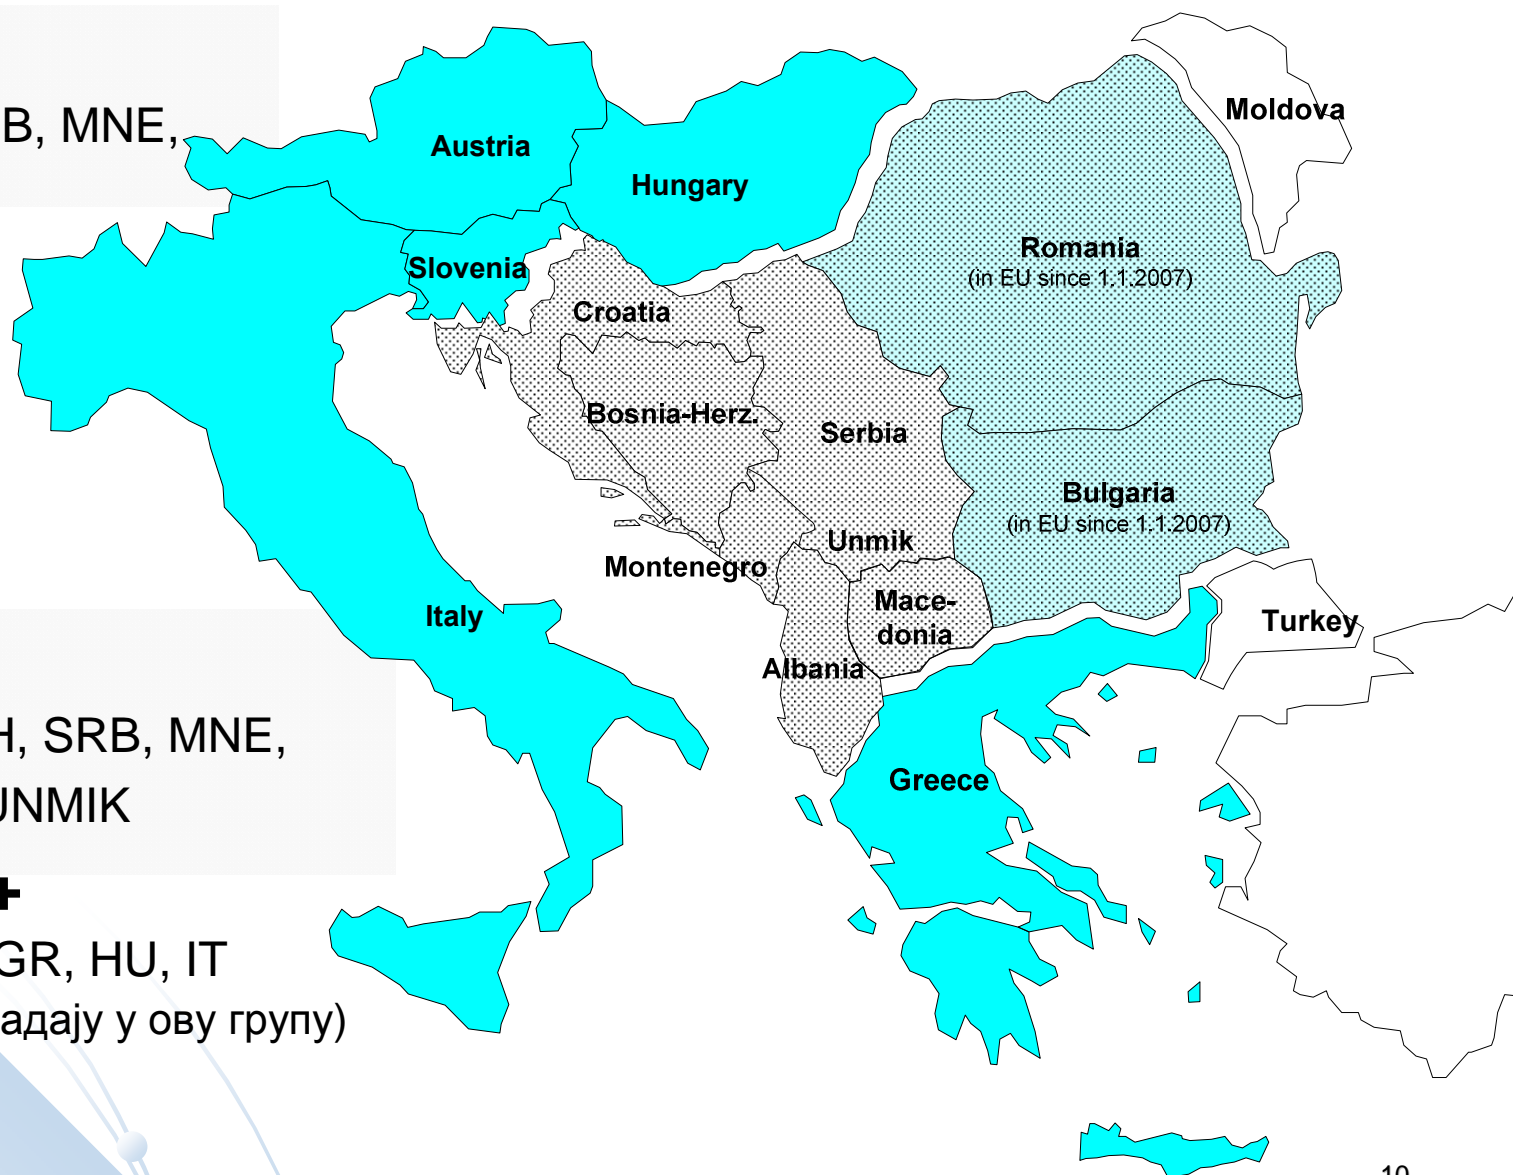 B, MNE,
H, SRB, MNE,
UNMIK
+
GR, HU, IT
адају у ову групу)
Moldova
Austria
Hungary
Romania
(in EU since 1.1.2007)
Slovenia
Croatia
Bosnia-Herz.
Serbia
Bulgaria
(in EU since 1.1.2007)
Unmik
Montenegro
Mace-
donia
Italy
Turkey
Albania
Greece
10